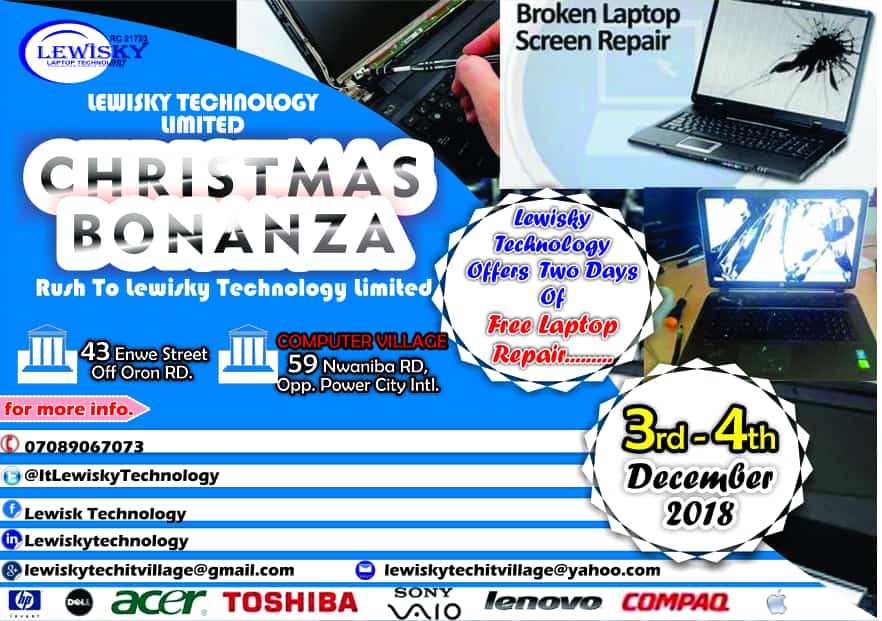 RC 21723
LEWISKY
LAPTOP TECHNOLOGY
LEWISKY TECHNOLOGY
LIMITED
CHRISTMAS
BONANZA
Rush To Lewisky Technology Limited
Broken Laptop
Screen Repair
Lewisky
Technology
Offers Two Days
Of
Free Laptop
Repair.........
43 Enwe Street
Off Oron RD.
COMPUTER VILLAGE
59 Nwaniba RD,
Opp. Power City Intl.
3rd - 4th
December
2018
for more info.
07089067073
@ltLewiskyTechnology
Lewisk Technology
Lewiskytechnology
lewiskytechitvillage@gmail.com
lewiskytechitvillage@yahoo.com
hp
invent
DELL
acer
TOSHIBA
SONY
VAIO
lenovo
COMPAQ